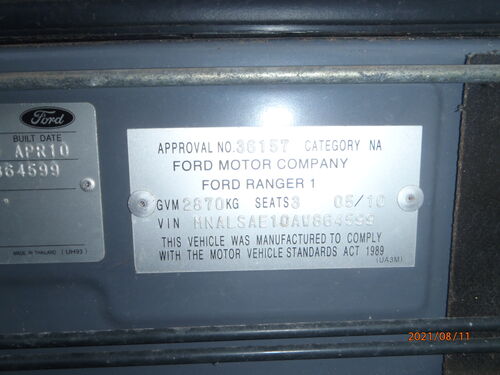 Ford
BUILT DATE
APR10
864599
MADE IN THAILAND (UH93)
APPROVAL NO. 36157 CATEGORY NA
FORD MOTOR COMPANY
FORD RANGER 1
GVM 2870KG SEATS 3 05/10
VIN
THIS VEHICLE WAS MANUFACTURED TO COMPLY
WITH THE MOTOR VEHICLE STANDARDS ACT 1989
(UA3M)
2021/08/11